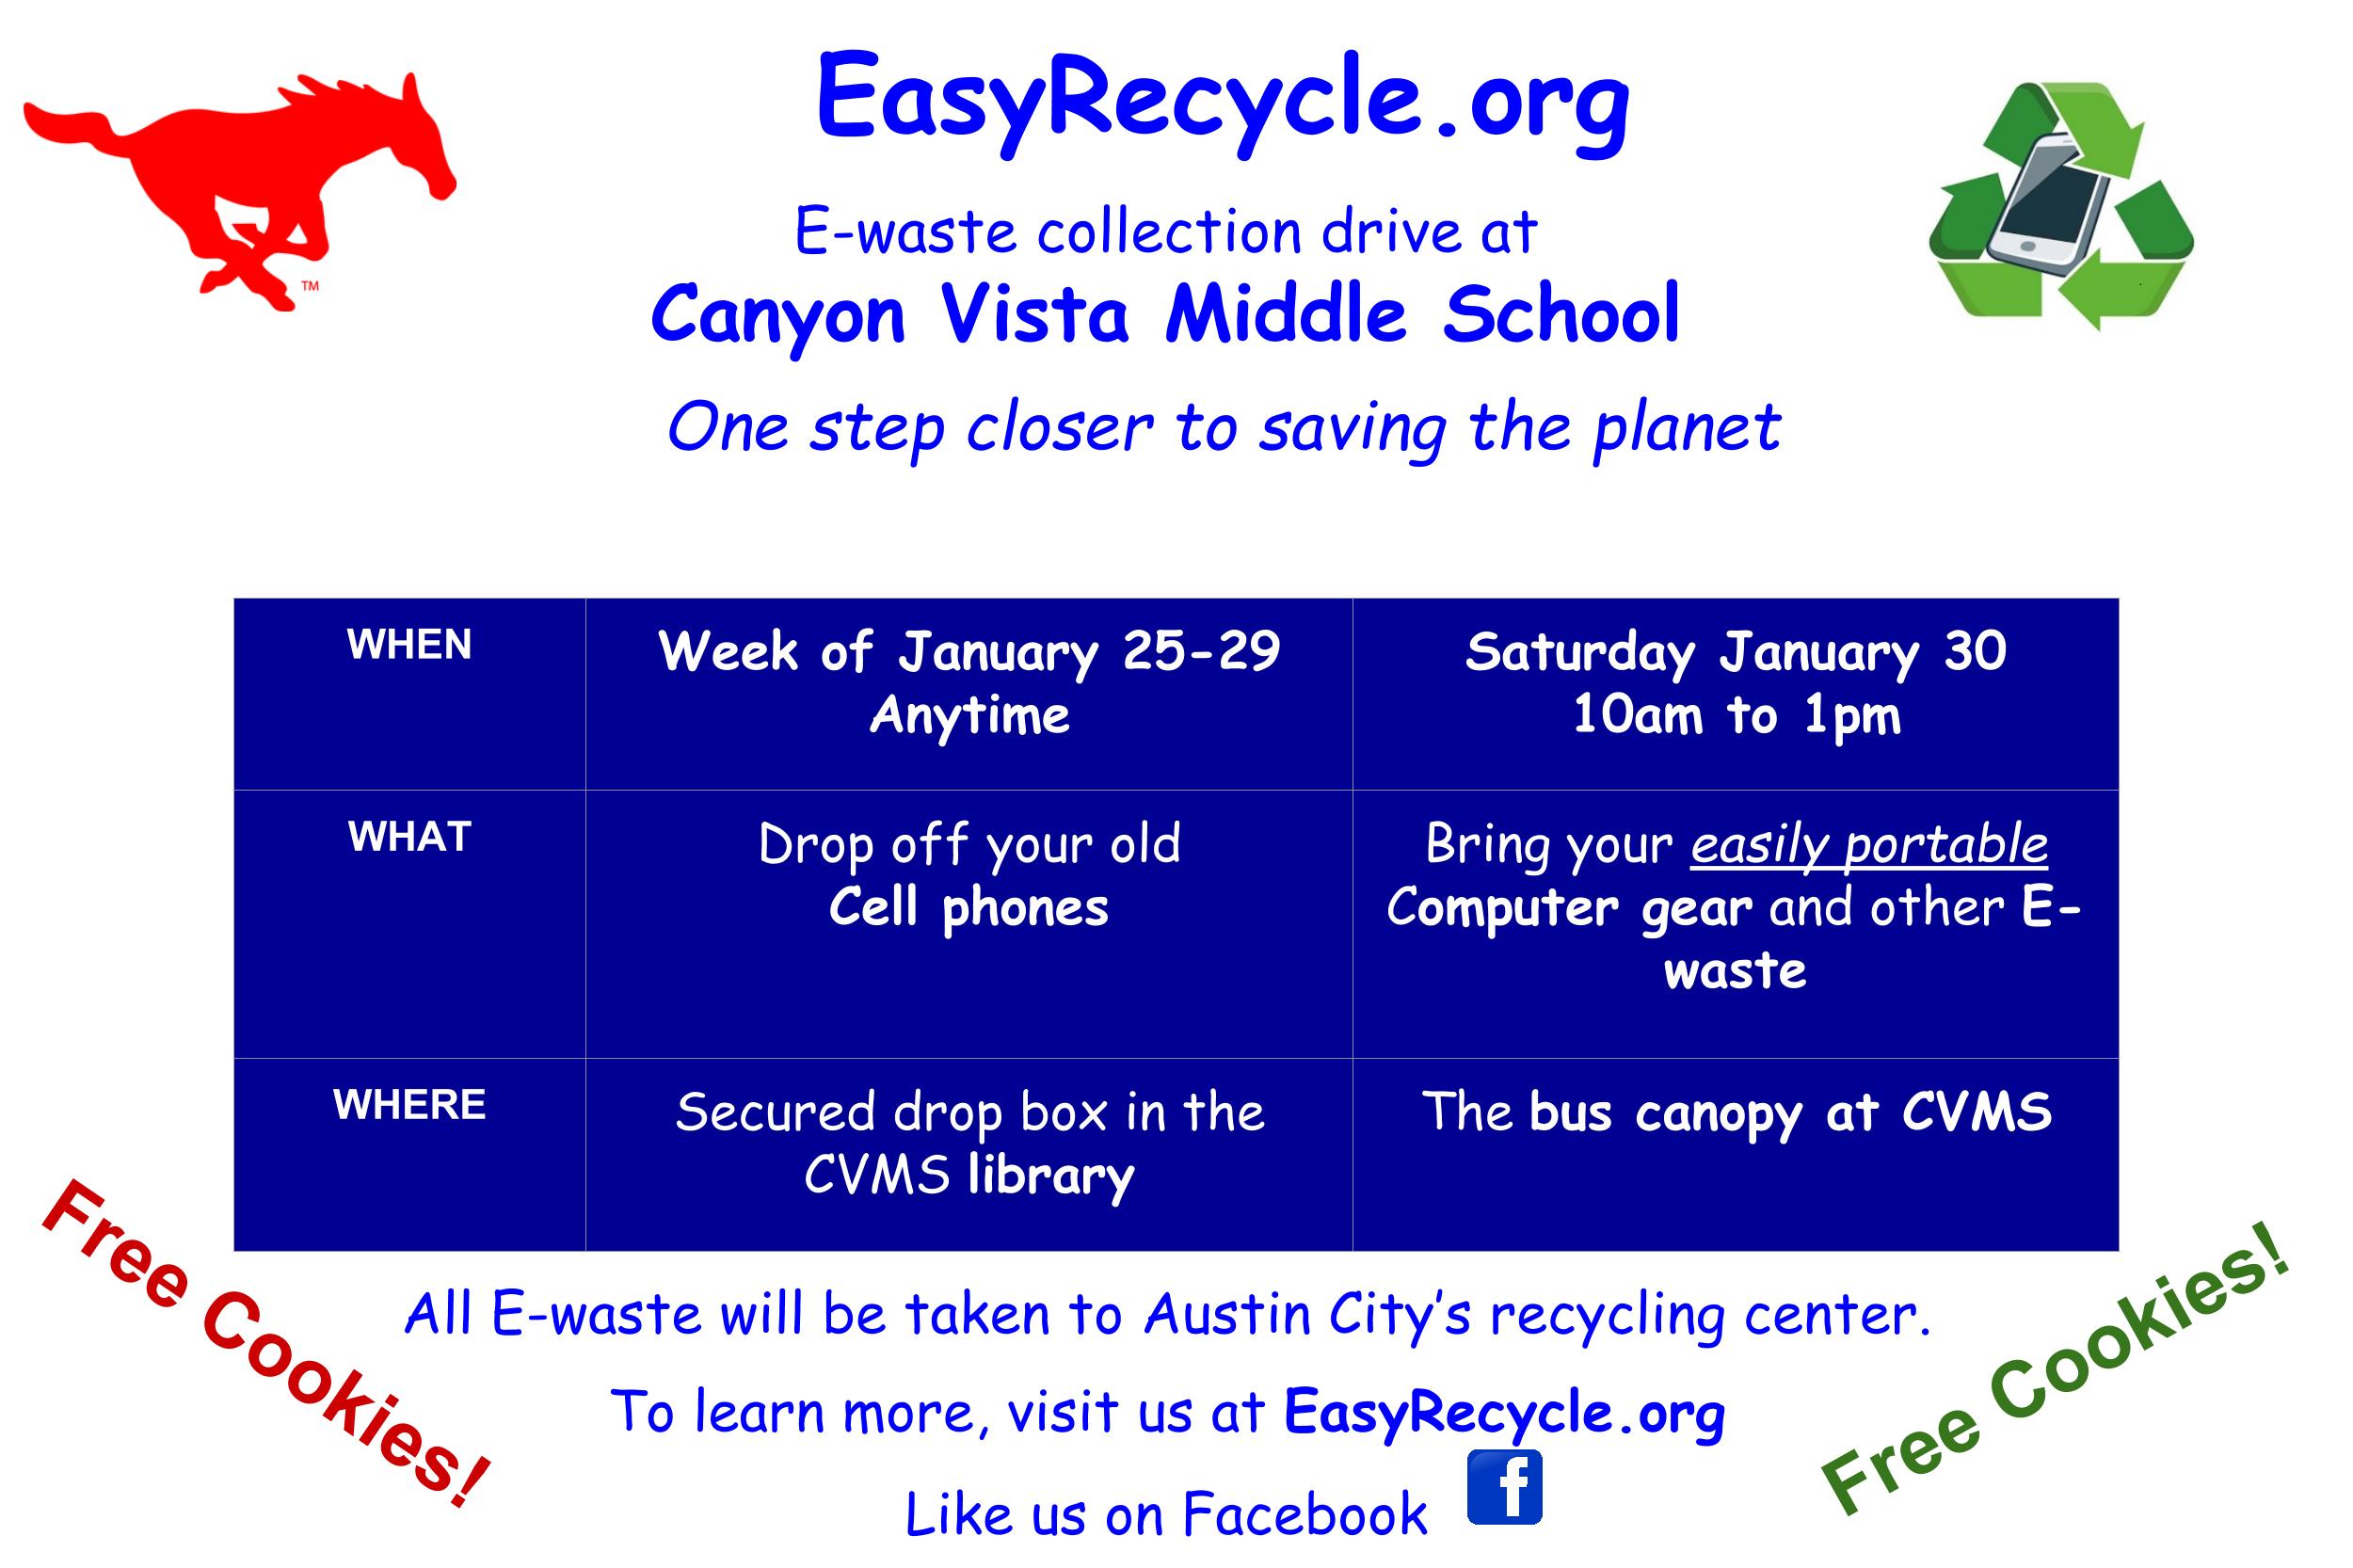 EasyRecycle.org
E-waste collection drive at
Canyon Vista Middle School
One step closer to saving the planet
TM
WHEN
Week of January 25-29
Anytime
Saturday January 30
10am to 1pm
WHAT
Drop off your old
Cell phones
Bring your easily portable
Computer gear and other E-
waste
WHERE
Secured drop box in the
CVMS library
The bus canopy at CVMS
Free Cookies!
All E-waste will be taken to Austin City's recycling center.
To learn more, visit us at EasyRecycle.org
Like us on Facebook
f
Free Cookies!